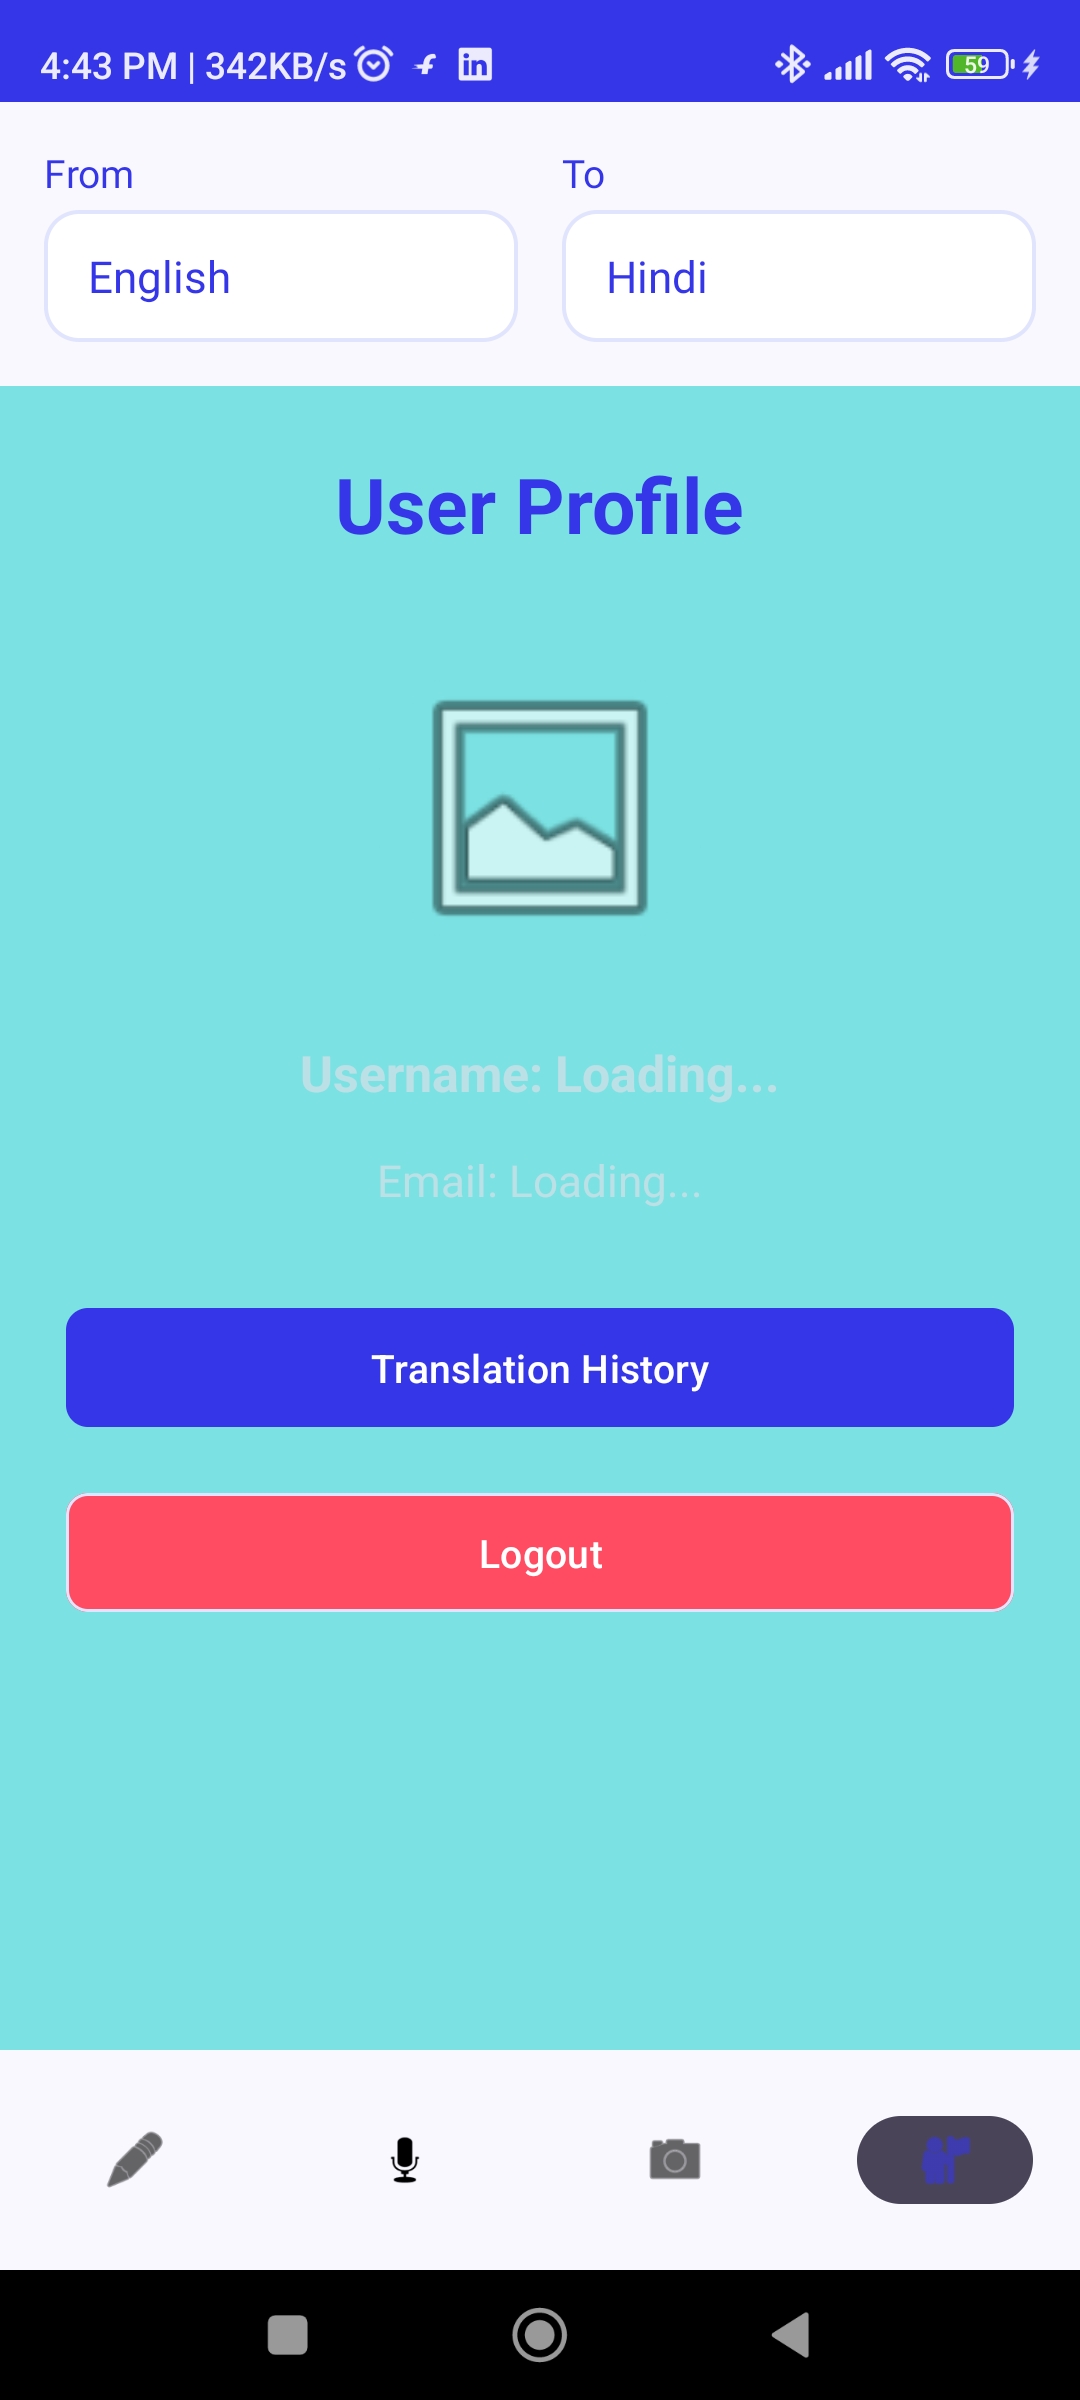 4:43 PM | 342KB/s
59
From
To
English
Hindi
User Profile
Username: Loading...
Email: Loading...
Translation History
Logout